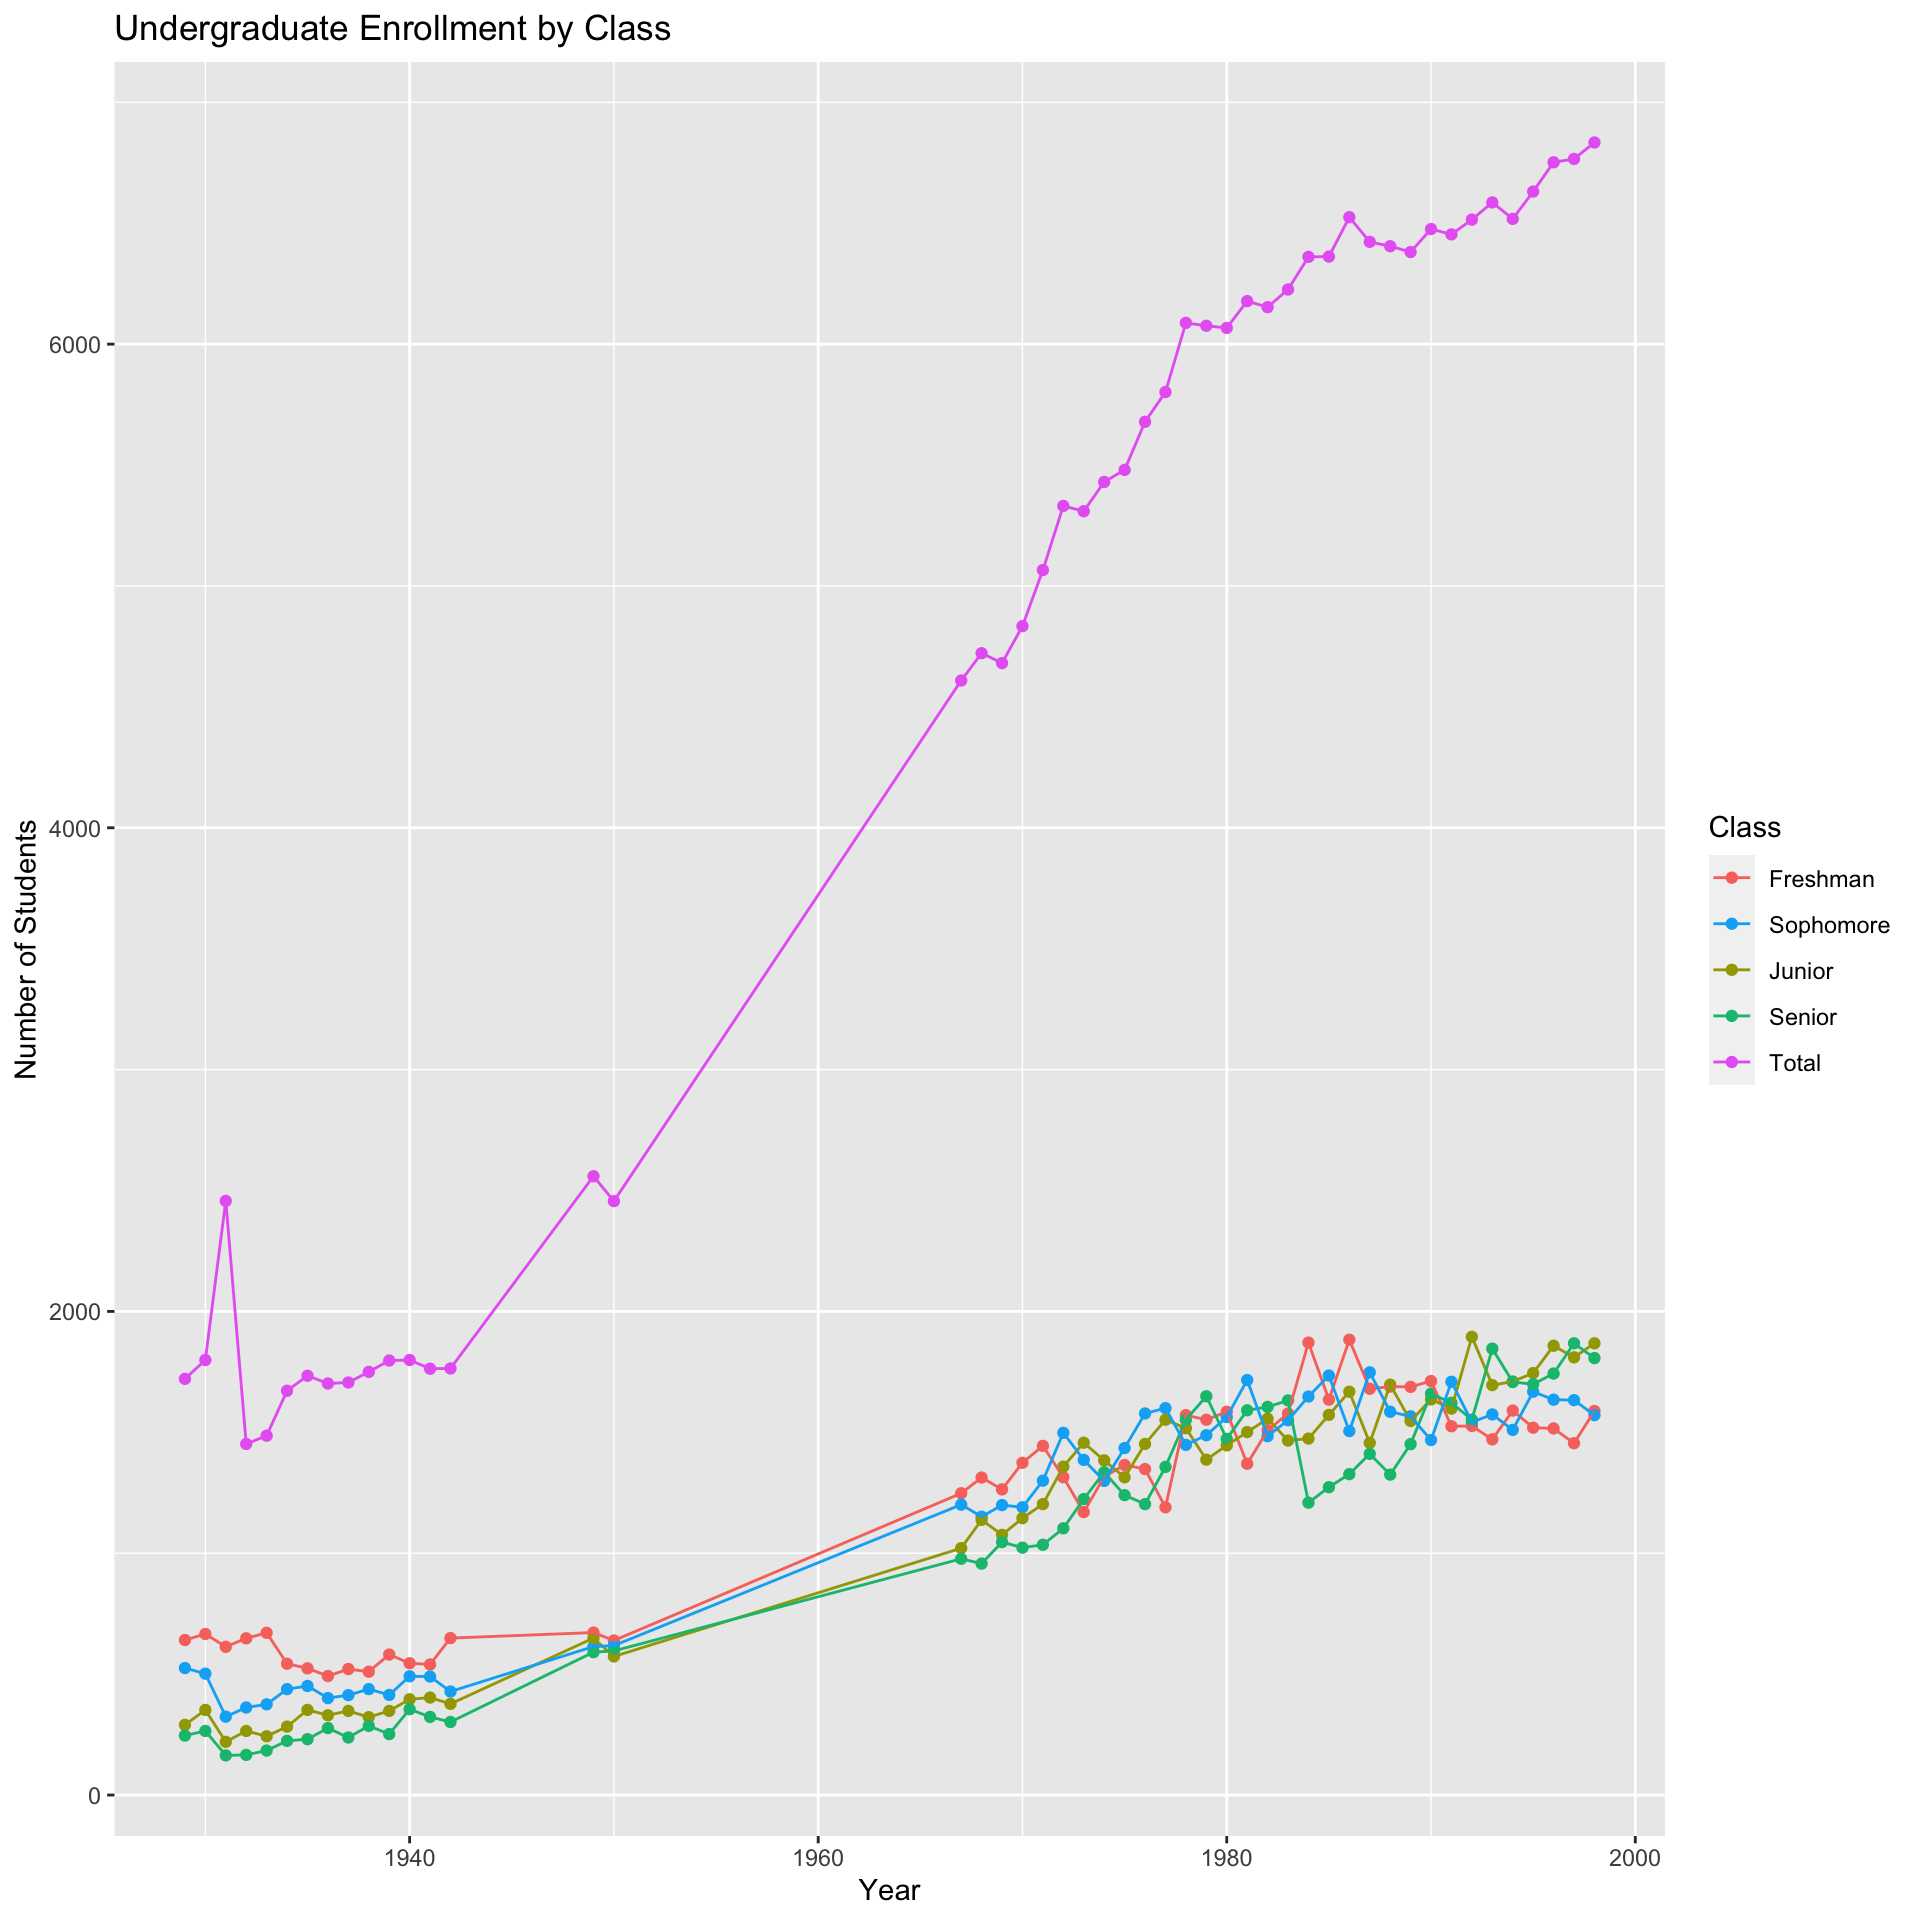 Undergraduate Enrollment by Class
6000
4000
2000
0
Number of Students
1940
1960
1980
2000
Year
Class
Freshman
Sophomore
Junior
Senior
Total